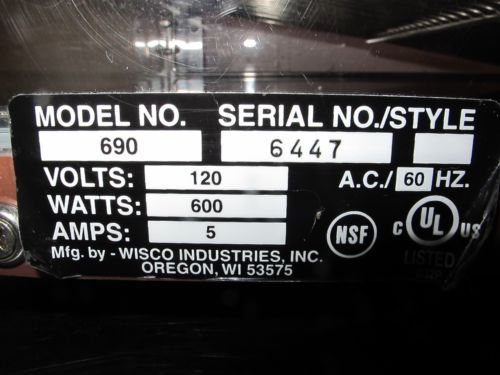 MODEL NO. SERIAL NO./STYLE
690 6447
VOLTS: 120 A.C./ 60 HZ.
WATTS: 600
AMPS: 5 NSF C UL US
Mfg. by - WISCO INDUSTRIES, INC. LISTED
OREGON, WI 53575